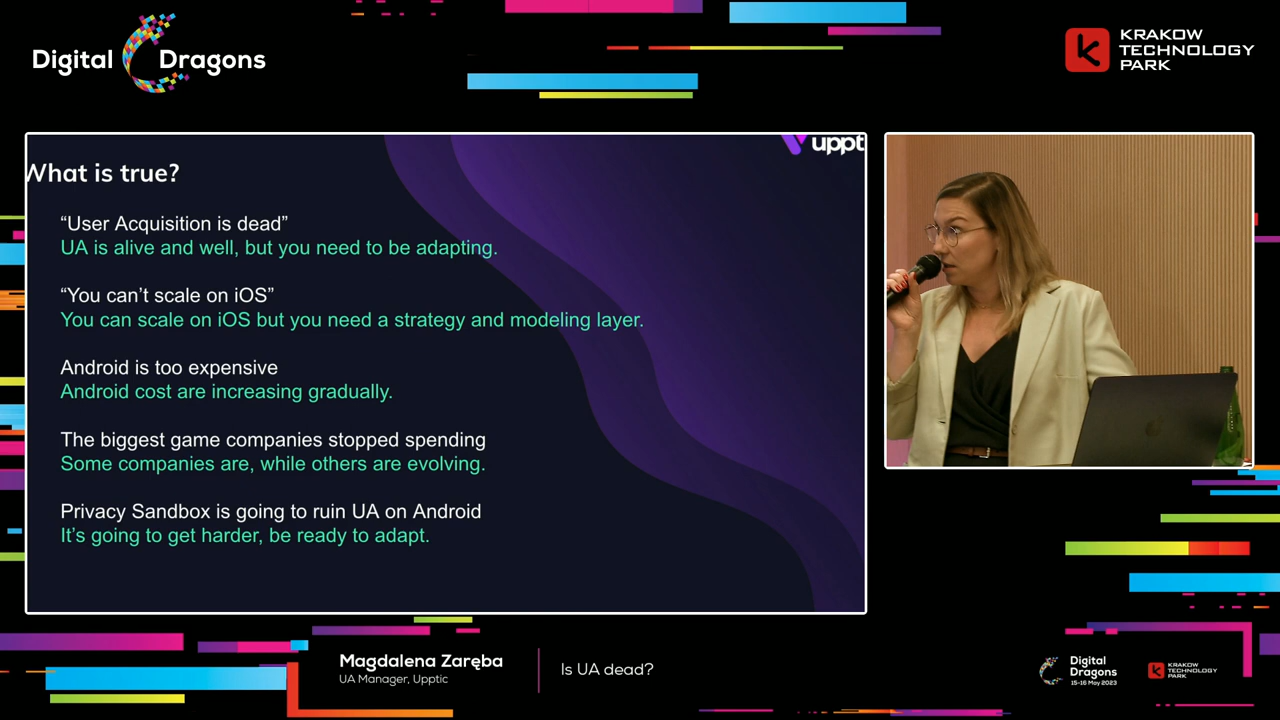 Digital Dragons
KRAKOW
TECHNOLOGY
PARK
uppt
What is true?
“User Acquisition is dead”
UA is alive and well, but you need to be adapting.
“You can’t scale on iOS”
You can scale on iOS but you need a strategy and modeling layer.
Android is too expensive
Android cost are increasing gradually.
The biggest game companies stopped spending
Some companies are, while others are evolving.
Privacy Sandbox is going to ruin UA on Android
It’s going to get harder, be ready to adapt.
Magdalena Zaręba
UA Manager, Upptic
Is UA dead?
Digital
Dragons
15-16 May 2023
KRAKOW
TECHNOLOGY
PARK